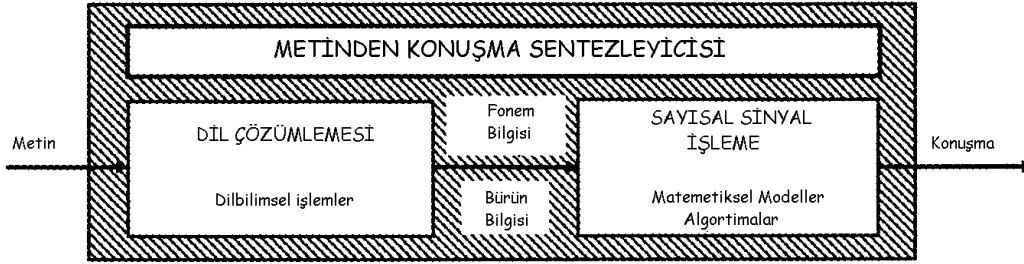 METİNDEN KONUŞMA SENTEZLEYİCİSİ
Metin
DİL ÇÖZÜMLEMESİ
Dilbilimsel işlemler
Fonem
Bilgisi
Bürün
Bilgisi
SAYISAL SİNYAL
İŞLEME
Matemetiksel Modeller
Algortimalar
Konuşma